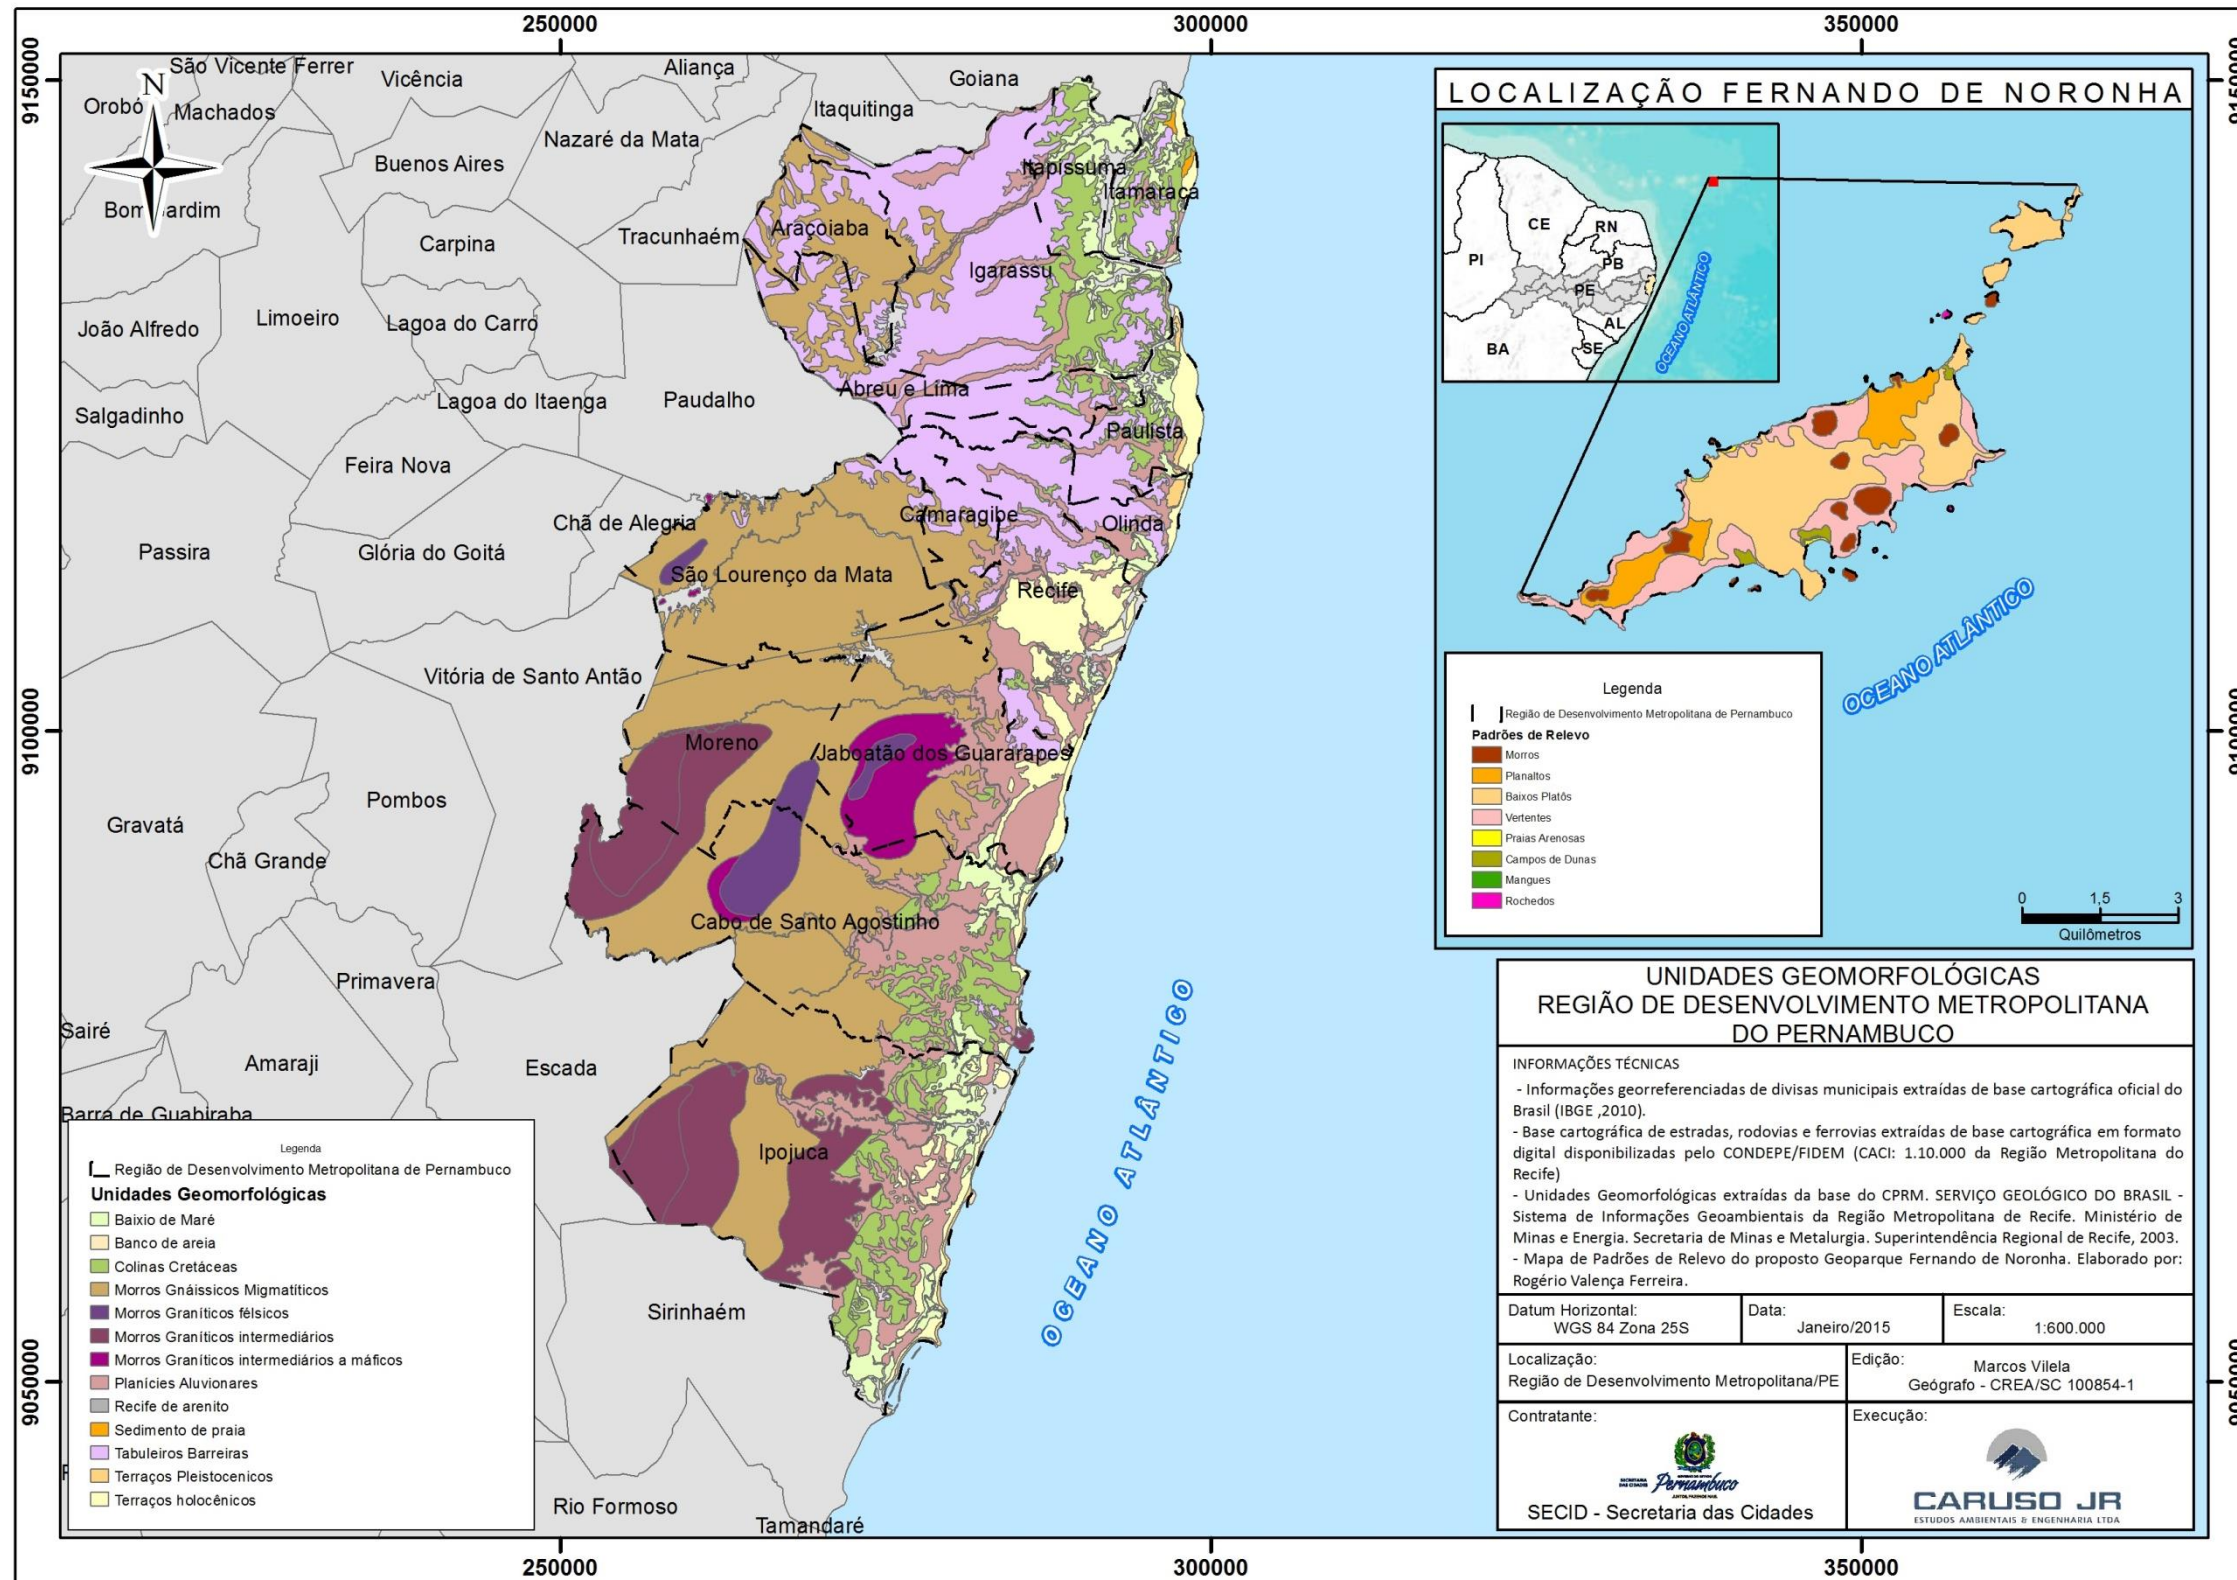 250000
300000
350000
9150000
9100000
9050000
São Vicente Ferrer
Vicência
Aliança
Goiana
Orobó
N
Machados
Itaquitinga
Nazaré da Mata
Buenos Aires
Itapissuma
Itamaracá
Bom Jardim
Araçoiaba
Tracunhaém
Carpina
Igarassu
Limoeiro
Lagoa do Carro
João Alfredo
Abreu e Lima
Paudalho
Lagoa do Itaenga
Salgadinho
Paulista
Feira Nova
Camaragibe
Olinda
Chã de Alegria
Passira
Glória do Goitá
São Lourenço da Mata
Recife
Vitória de Santo Antão
Moreno
Jaboatão dos Guararapes
Pombos
Gravatá
Chã Grande
Cabo de Santo Agostinho
Primavera
Sairé
Amaraji
Escada
Barra de Guabiraba
Ipojuca
Sirinhaém
Rio Formoso
Tamandaré
OCEANO ATLÂNTICO
Legenda
Região de Desenvolvimento Metropolitana de Pernambuco
Unidades Geomorfológicas
Baixio de Maré
Banco de areia
Colinas Cretáceas
Morros Gnáissicos Migmatíticos
Morros Graníticos félsicos
Morros Graníticos intermediários
Morros Graníticos intermediários a máficos
Planícies Aluvionares
Recife de arenito
Sedimento de praia
Tabuleiros Barreiras
Terraços Pleistocenicos
Terraços holocênicos
LOCALIZAÇÃO FERNANDO DE NORONHA
CE
RN
PI
PB
PE
AL
BA
SE
OCEANO ATLÂNTICO
OCEANO ATLÂNTICO
Legenda
Região de Desenvolvimento Metropolitana de Pernambuco
Padrões de Relevo
Morros
Planaltos
Baixos Platôs
Vertentes
Praias Arenosas
Campos de Dunas
Mangues
Rochedos
0 1,5 3
Quilômetros
UNIDADES GEOMORFOLÓGICAS
REGIÃO DE DESENVOLVIMENTO METROPOLITANA
DO PERNAMBUCO
INFORMAÇÕES TÉCNICAS
- Informações georreferenciadas de divisas municipais extraídas de base cartográfica oficial do
Brasil (IBGE ,2010).
- Base cartográfica de estradas, rodovias e ferrovias extraídas de base cartográfica em formato
digital disponibilizadas pelo CONDEPE/FIDEM (CACI: 1.10.000 da Região Metropolitana do
Recife)
- Unidades Geomorfológicas extraídas da base do CPRM. SERVIÇO GEOLÓGICO DO BRASIL -
Sistema de Informações Geoambientais da Região Metropolitana de Recife. Ministério de
Minas e Energia. Secretaria de Minas e Metalurgia. Superintendência Regional de Recife, 2003.
- Mapa de Padrões de Relevo do proposto Geoparque Fernando de Noronha. Elaborado por:
Rogério Valença Ferreira.
Datum Horizontal:
WGS 84 Zona 25S
Data:
Janeiro/2015
Escala:
1:600.000
Localização:
Região de Desenvolvimento Metropolitana/PE
Edição:
Marcos Vilela
Geógrafo - CREA/SC 100854-1
Contratante:
Pernambuco
SECID - Secretaria das Cidades
Execução:
CARUSO JR
ESTUDOS AMBIENTAIS & ENGENHARIA LTDA
9150000
9100000
9050000
250000
300000
350000